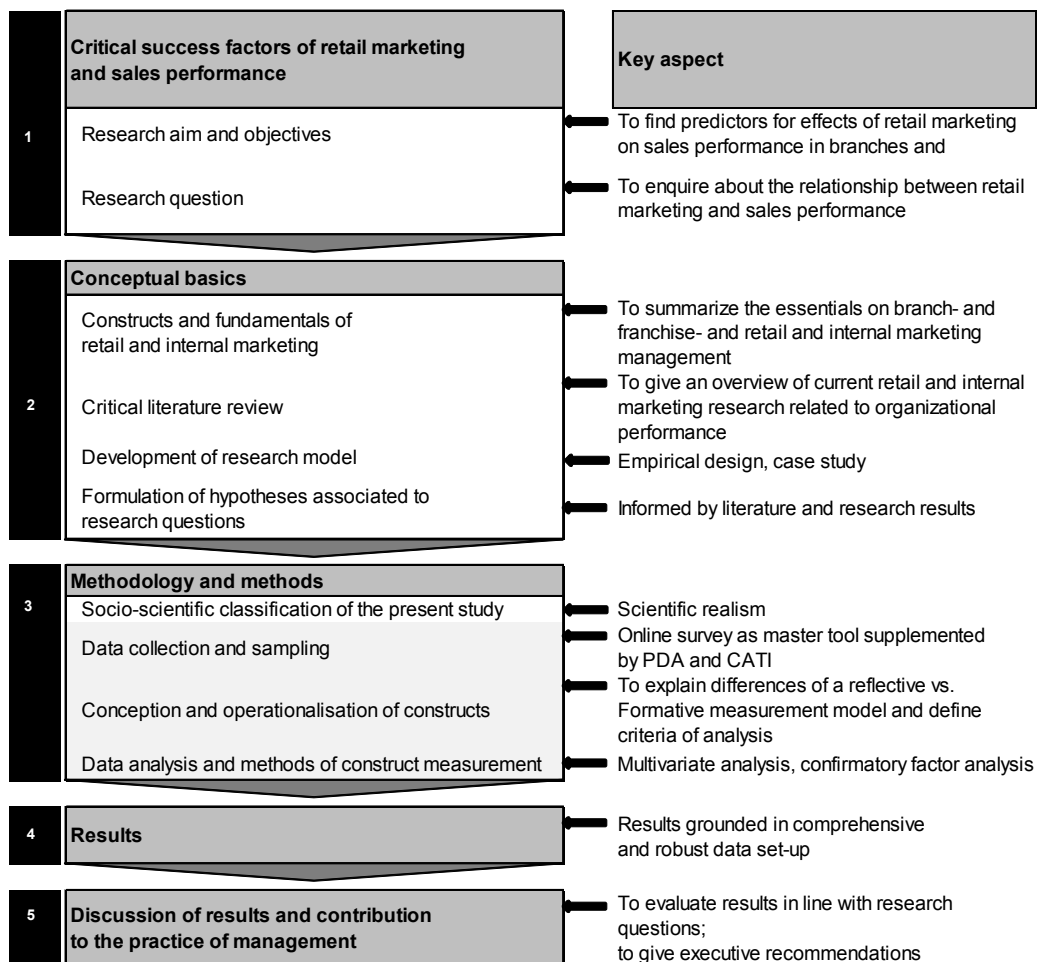 Critical success factors of retail marketing
and sales performance
Key aspect
1
Research aim and objectives
To find predictors for effects of retail marketing
on sales performance in branches and
Research question
To enquire about the relationship between retail
marketing and sales performance
2
Conceptual basics
Constructs and fundamentals of
retail and internal marketing
To summarize the essentials on branch- and
franchise- and retail and internal marketing
management
Critical literature review
To give an overview of current retail and internal
marketing research related to organizational
performance
Development of research model
Empirical design, case study
Formulation of hypotheses associated to
research questions
Informed by literature and research results
3
Methodology and methods
Socio-scientific classification of the present study
Scientific realism
Data collection and sampling
Online survey as master tool supplemented
by PDA and CATI
Conception and operationalisation of constructs
To explain differences of a reflective vs.
Formative measurement model and define
criteria of analysis
Data analysis and methods of construct measurement
Multivariate analysis, confirmatory factor analysis
4
Results
Results grounded in comprehensive
and robust data set-up
5
Discussion of results and contribution
to the practice of management
To evaluate results in line with research
questions;
to give executive recommendations